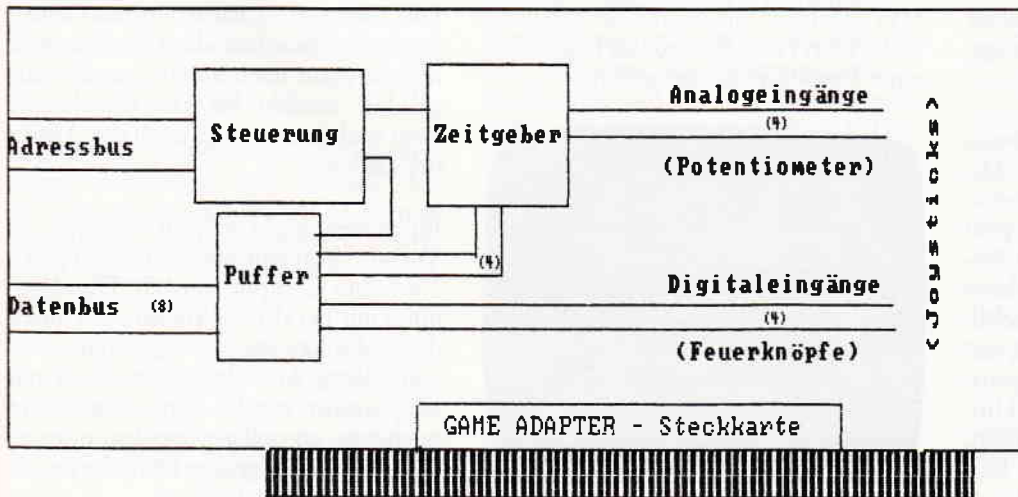 Adressbus
Steuerung
Zeitgeber
Analogeingänge
(4)
(Potentiometer)
<Joysticks>
Puffer
(4)
Datenbus (8)
Digitaleingänge
(4)
(Feuerknöpfe)
GAME ADAPTER - Steckkarte